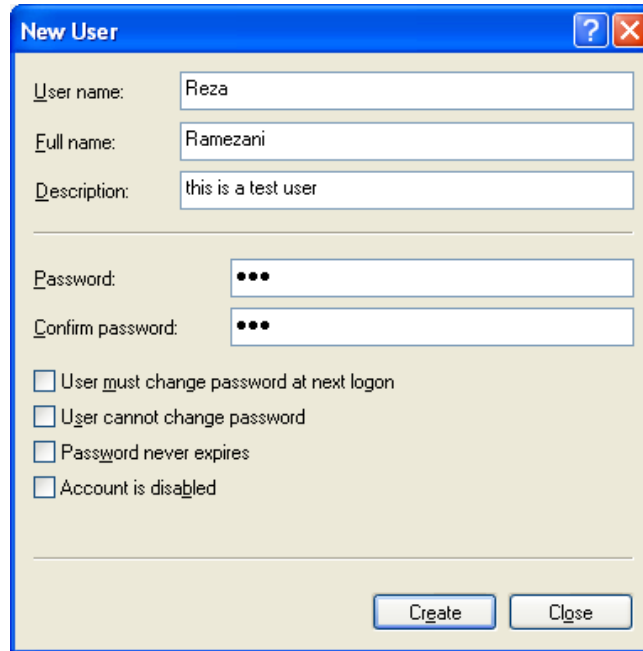 New User
User name: Reza
Full name: Ramezani
Description: this is a test user
Password: •••
Confirm password: •••
User must change password at next logon
User cannot change password
Password never expires
Account is disabled
Create Close